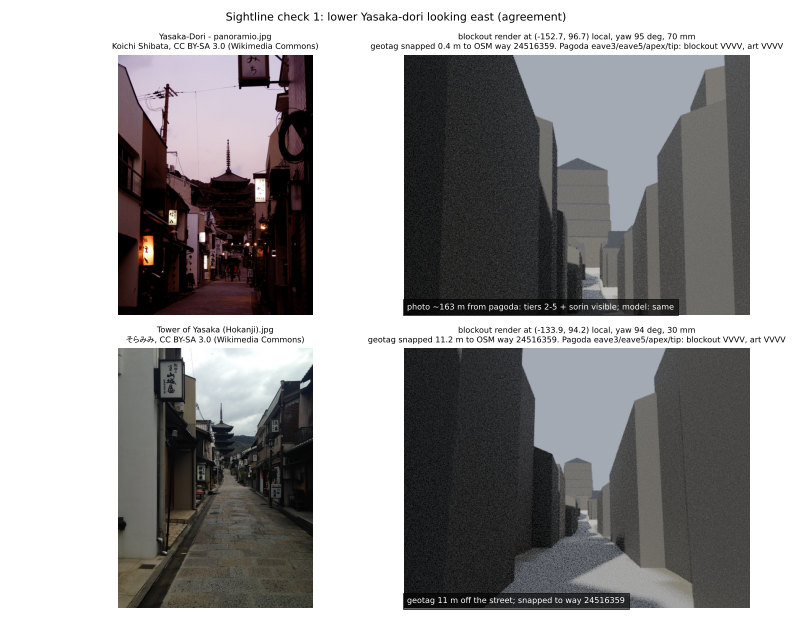 Sightline check 1: lower Yasaka-dori looking east (agreement)
Yasaka-Dori - panoramio.jpg
Koichi Shibata, CC BY-SA 3.0 (Wikimedia Commons)
blockout render at (-152.7, 96.7) local, yaw 95 deg, 70 mm
geotag snapped 0.4 m to OSM way 24516359. Pagoda eave3/eave5/apex/tip: blockout VVVV, art VVVV
みち
photo ~163 m from pagoda: tiers 2-5 + sorin visible; model: same
Tower of Yasaka (Hokanji).jpg
そらみみ, CC BY-SA 3.0 (Wikimedia Commons)
blockout render at (-133.9, 94.2) local, yaw 94 deg, 30 mm
geotag snapped 11.2 m to OSM way 24516359. Pagoda eave3/eave5/apex/tip: blockout VVVV, art VVVV
geotag 11 m off the street; snapped to way 24516359